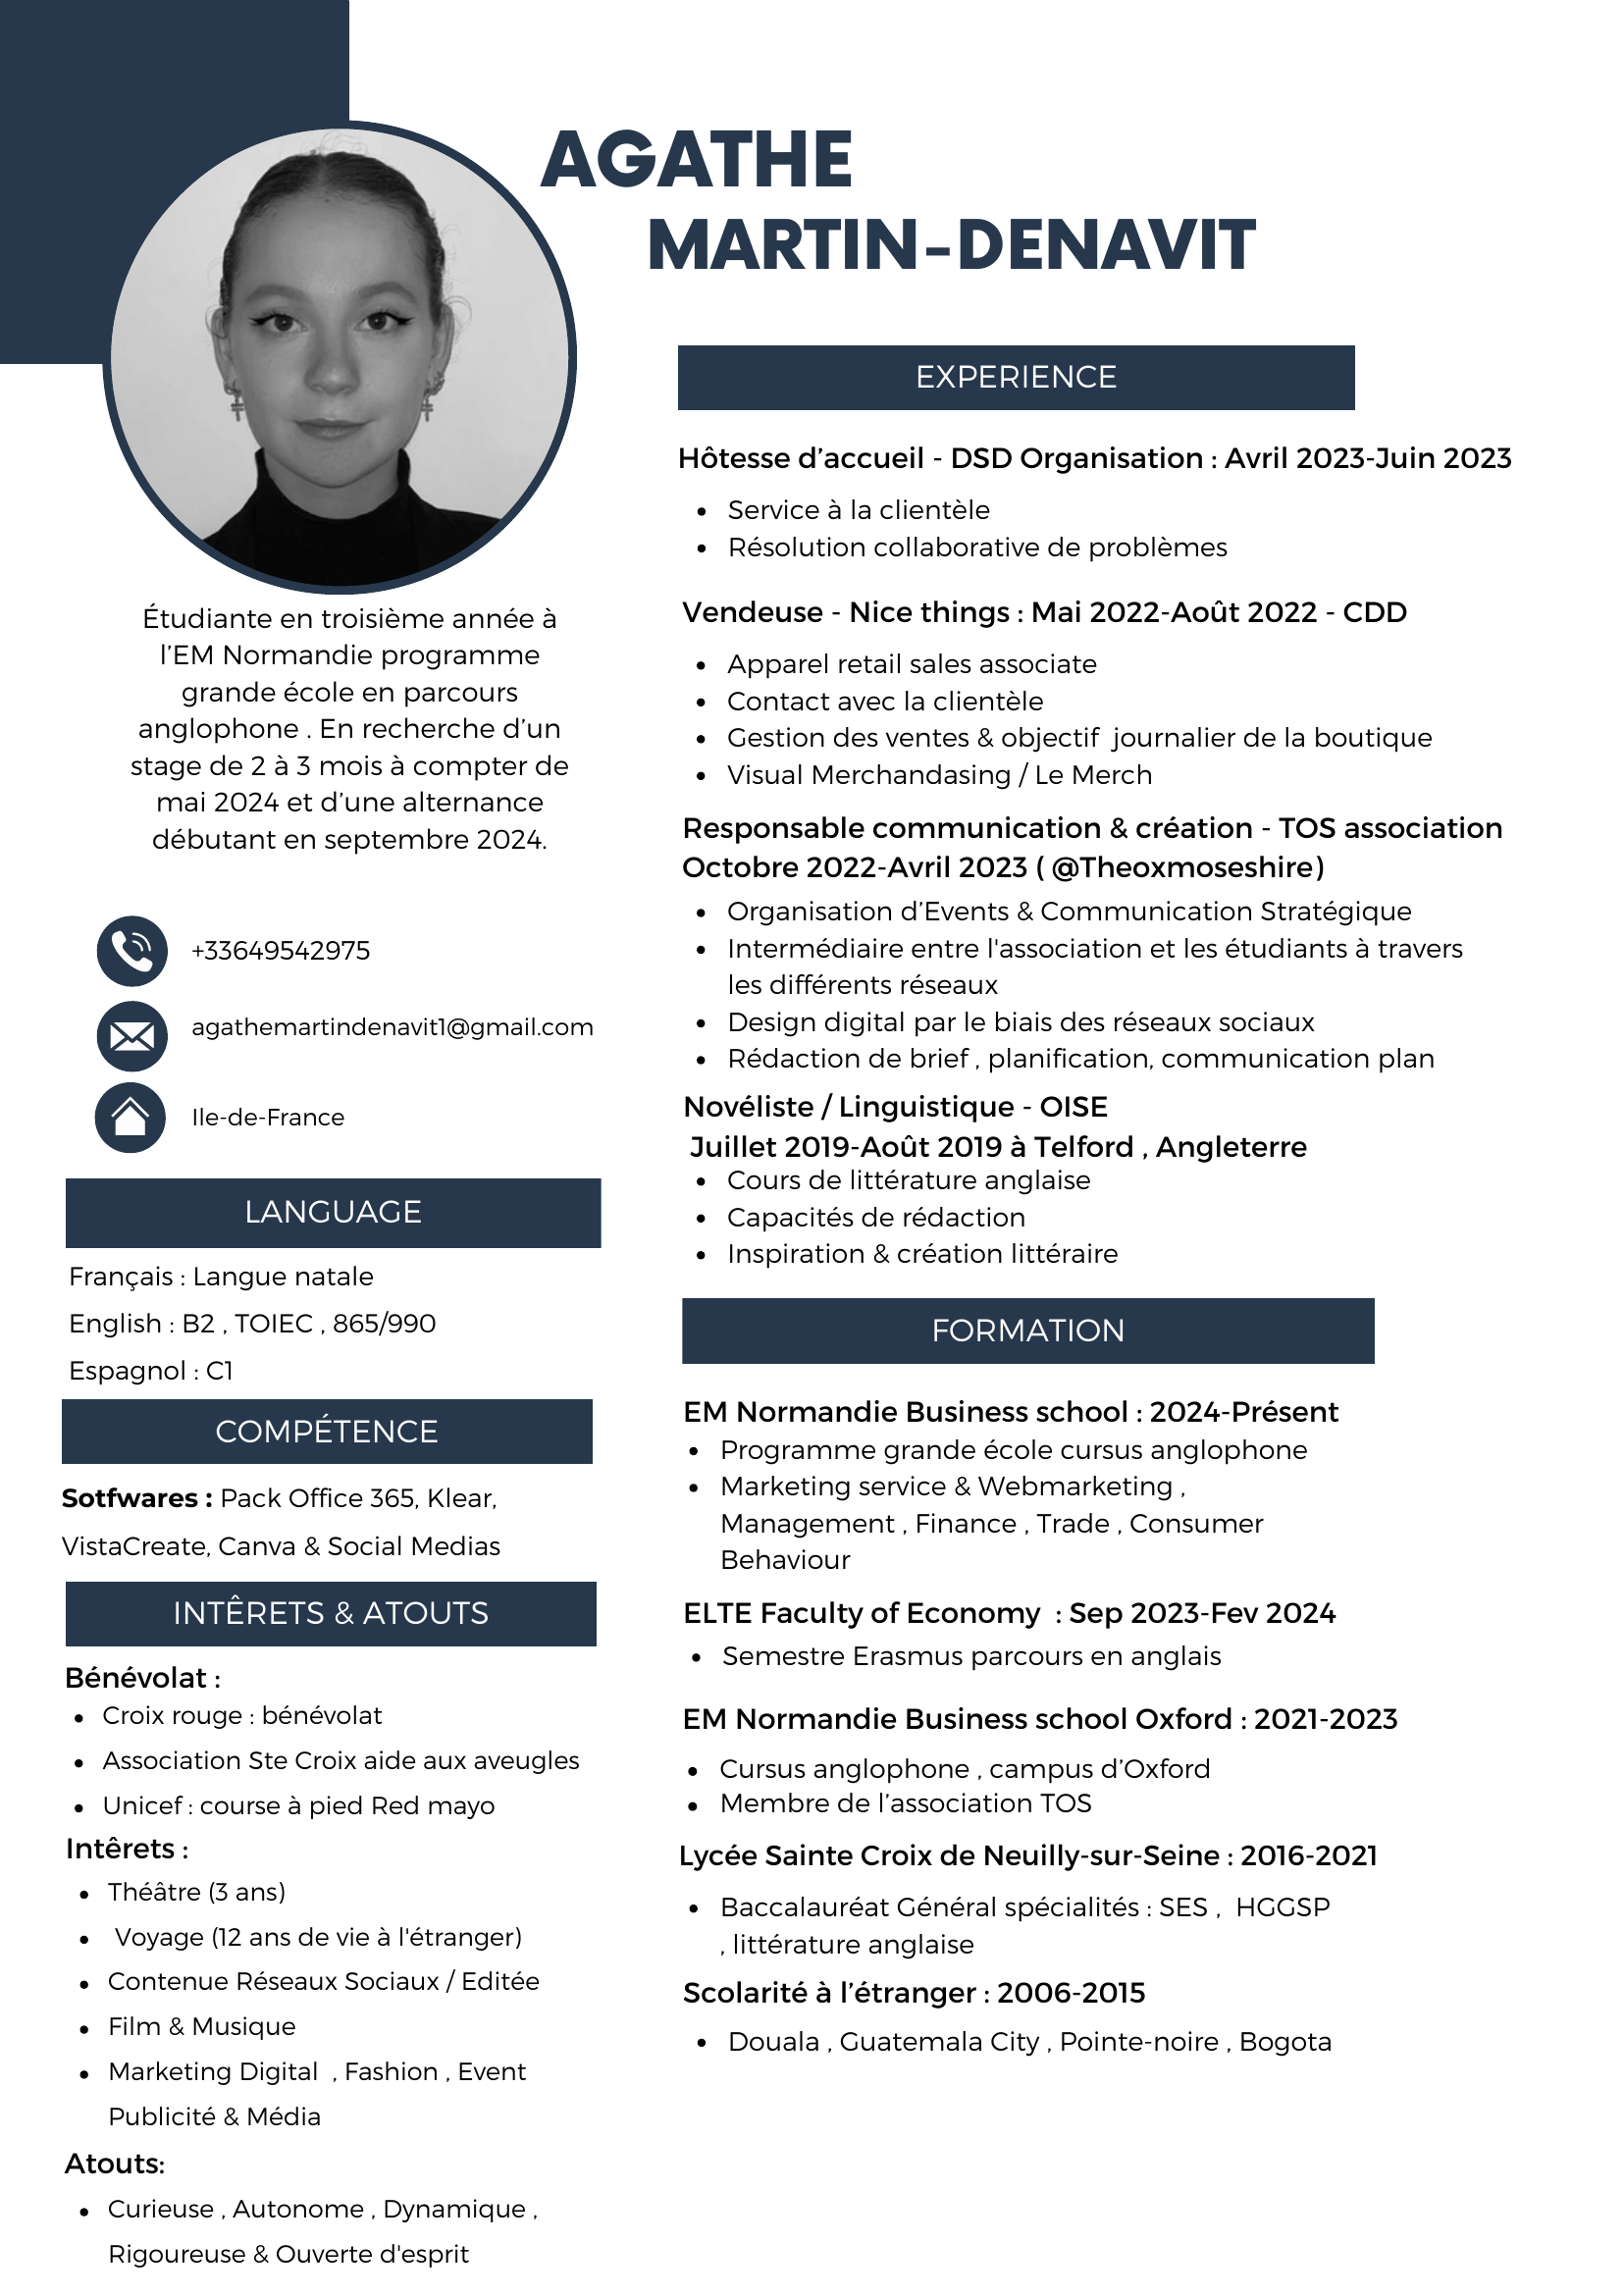 AGATHE
MARTIN-DENAVIT
Étudiante en troisième année à
l’EM Normandie programme
grande école en parcours
anglophone . En recherche d’un
stage de 2 à 3 mois à compter de
mai 2024 et d’une alternance
débutant en septembre 2024.
+33649542975
agathemartindenavit1@gmail.com
Ile-de-France
LANGUAGE
Français : Langue natale
English : B2 , TOIEC , 865/990
Espagnol : C1
COMPÉTENCE
Sotfwares : Pack Office 365, Klear,
VistaCreate, Canva & Social Medias
INTÊRETS & ATOUTS
Bénévolat :
• Croix rouge : bénévolat
• Association Ste Croix aide aux aveugles
• Unicef : course à pied Red mayo
Intêrets :
• Théâtre (3 ans)
• Voyage (12 ans de vie à l'étranger)
• Contenue Réseaux Sociaux / Editée
• Film & Musique
• Marketing Digital , Fashion , Event
Publicité & Média
Atouts:
• Curieuse , Autonome , Dynamique ,
Rigoureuse & Ouverte d'esprit
EXPERIENCE
Hôtesse d’accueil - DSD Organisation : Avril 2023-Juin 2023
• Service à la clientèle
• Résolution collaborative de problèmes
Vendeuse - Nice things : Mai 2022-Août 2022 - CDD
• Apparel retail sales associate
• Contact avec la clientèle
• Gestion des ventes & objectif journalier de la boutique
• Visual Merchandasing / Le Merch
Responsable communication & création - TOS association
Octobre 2022-Avril 2023 ( @Theoxmoseshire)
• Organisation d’Events & Communication Stratégique
• Intermédiaire entre l'association et les étudiants à travers
les différents réseaux
• Design digital par le biais des réseaux sociaux
• Rédaction de brief , planification, communication plan
Novéliste / Linguistique - OISE
Juillet 2019-Août 2019 à Telford , Angleterre
• Cours de littérature anglaise
• Capacités de rédaction
• Inspiration & création littéraire
FORMATION
EM Normandie Business school : 2024-Présent
• Programme grande école cursus anglophone
• Marketing service & Webmarketing ,
Management , Finance , Trade , Consumer
Behaviour
ELTE Faculty of Economy : Sep 2023-Fev 2024
• Semestre Erasmus parcours en anglais
EM Normandie Business school Oxford : 2021-2023
• Cursus anglophone , campus d’Oxford
• Membre de l’association TOS
Lycée Sainte Croix de Neuilly-sur-Seine : 2016-2021
• Baccalauréat Général spécialités : SES , HGGSP
, littérature anglaise
Scolarité à l’étranger : 2006-2015
• Douala , Guatemala City , Pointe-noire , Bogota